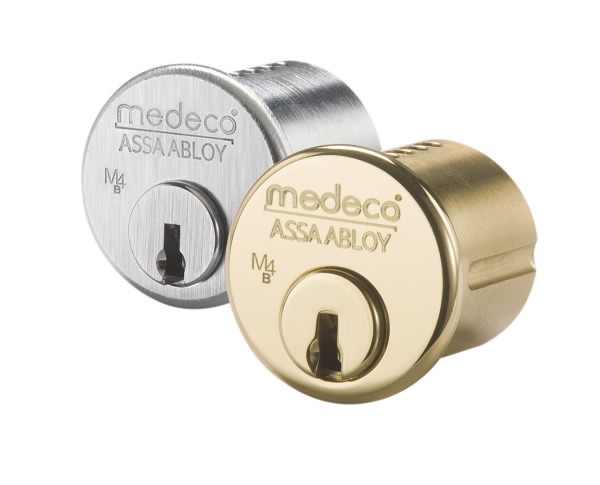 medeco®
ASSA ABLOY
M4
B+
medeco®
ASSA ABLOY
M4
B+